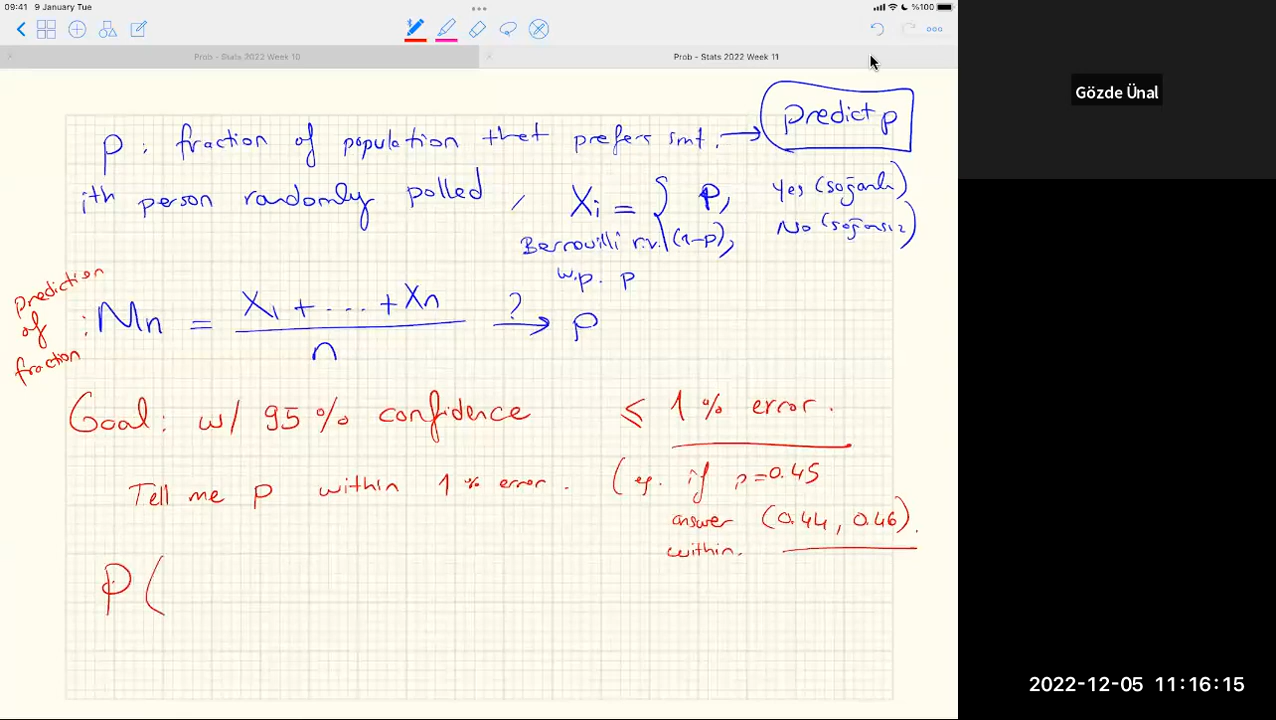 09:41 9 January Tue
%100
Prob - Stats 2022 Week 10
Prob - Stats 2022 Week 11
Gözde Ünal
p : fraction of population that prefers smt. → Predict p
ith person randomly polled , Xi = { p, Yes (soğanlı)
Bernouilli r.v. (1-p), No (soğansız)
w.p. p
prediction of fraction : Mn = X1 + ... + Xn / n →? p
Goal: w/ 95 % confidence ≤ 1 % error.
Tell me p within 1 % error. (eg. if p=0.45
answer (0.44, 0.46).
within.
P (
2022-12-05 11:16:15